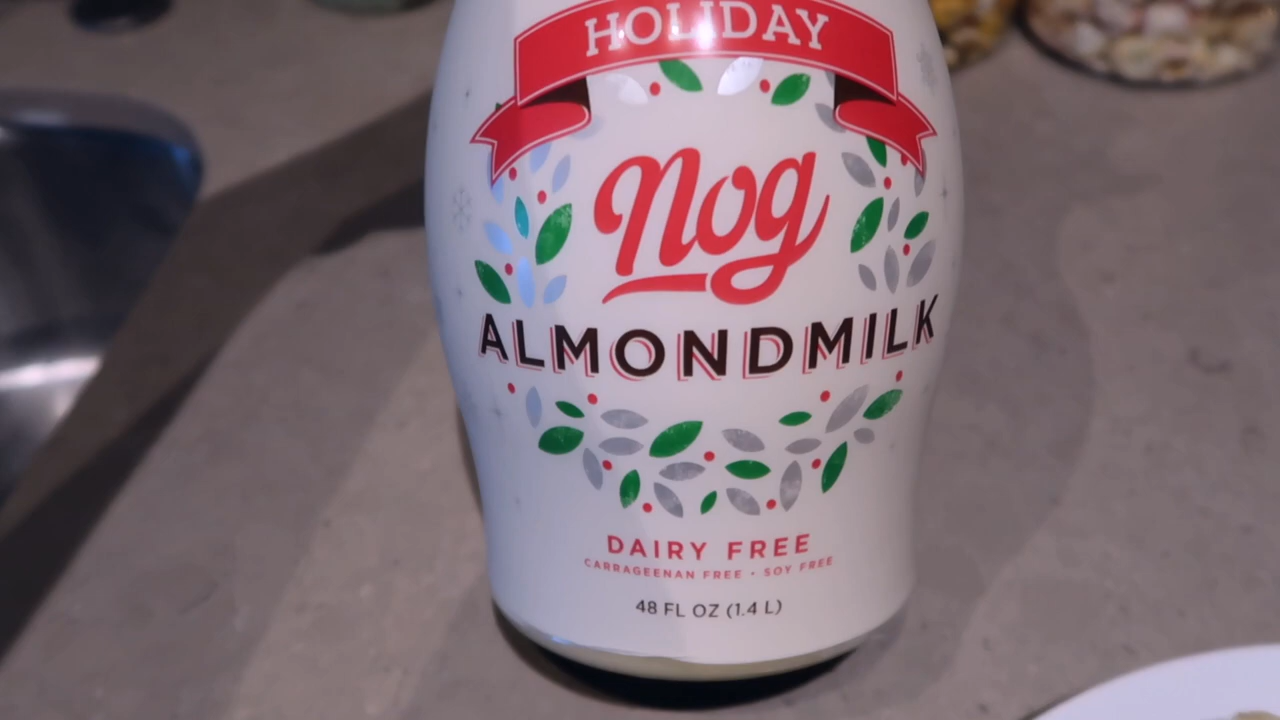 HOLIDAY
Nog
ALMONDMILK
DAIRY FREE
CARRAGEENAN FREE • SOY FREE
48 FL OZ (1.4 L)